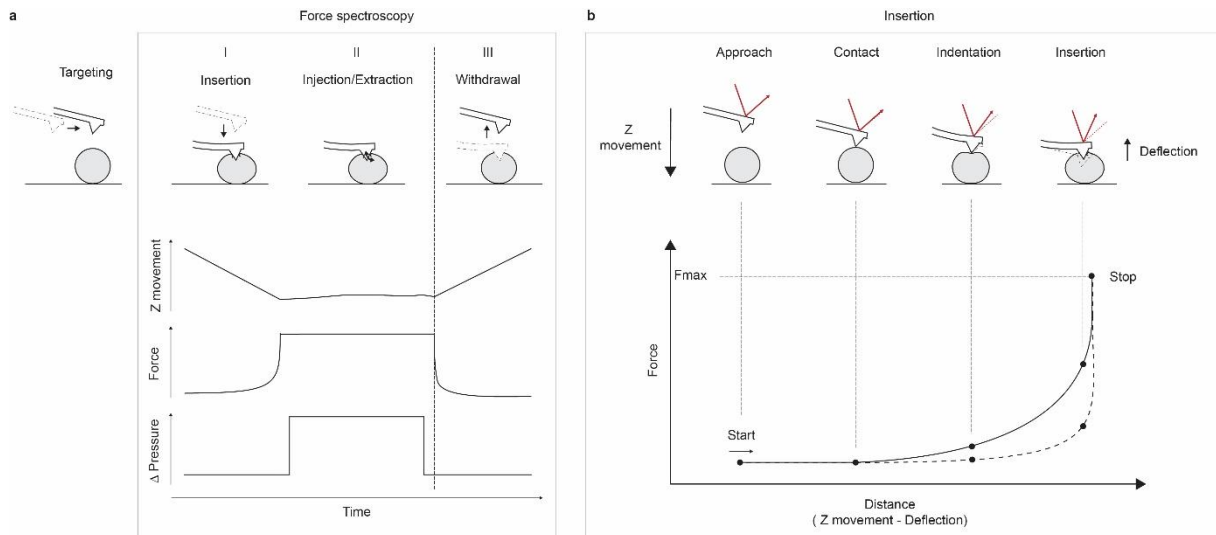 a
Force spectroscopy
Targeting
I
II
III
Insertion
Injection/Extraction
Withdrawal
Z movement
Force
Δ Pressure
Time
b
Insertion
Approach
Contact
Indentation
Insertion
Z
movement
Deflection
Fmax
Stop
Force
Start
Distance
( Z movement - Deflection)